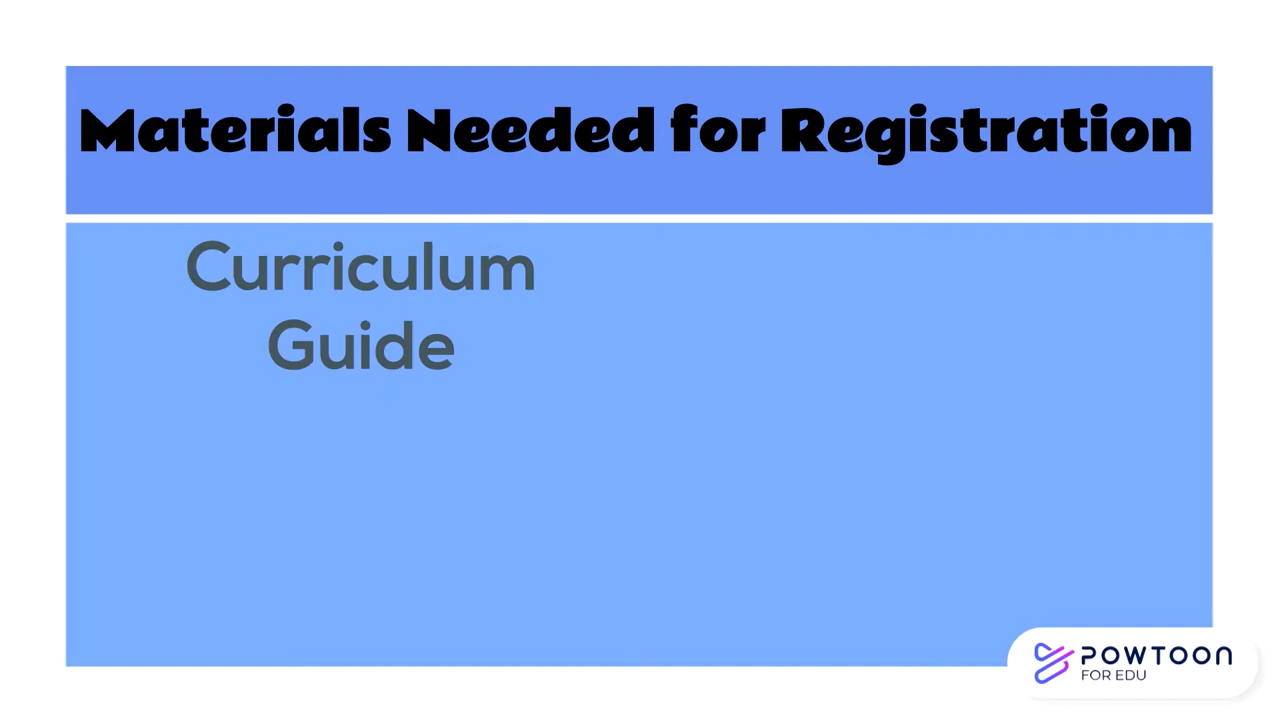 Materials Needed for Registration
Curriculum
Guide
POWTOON
FOR EDU